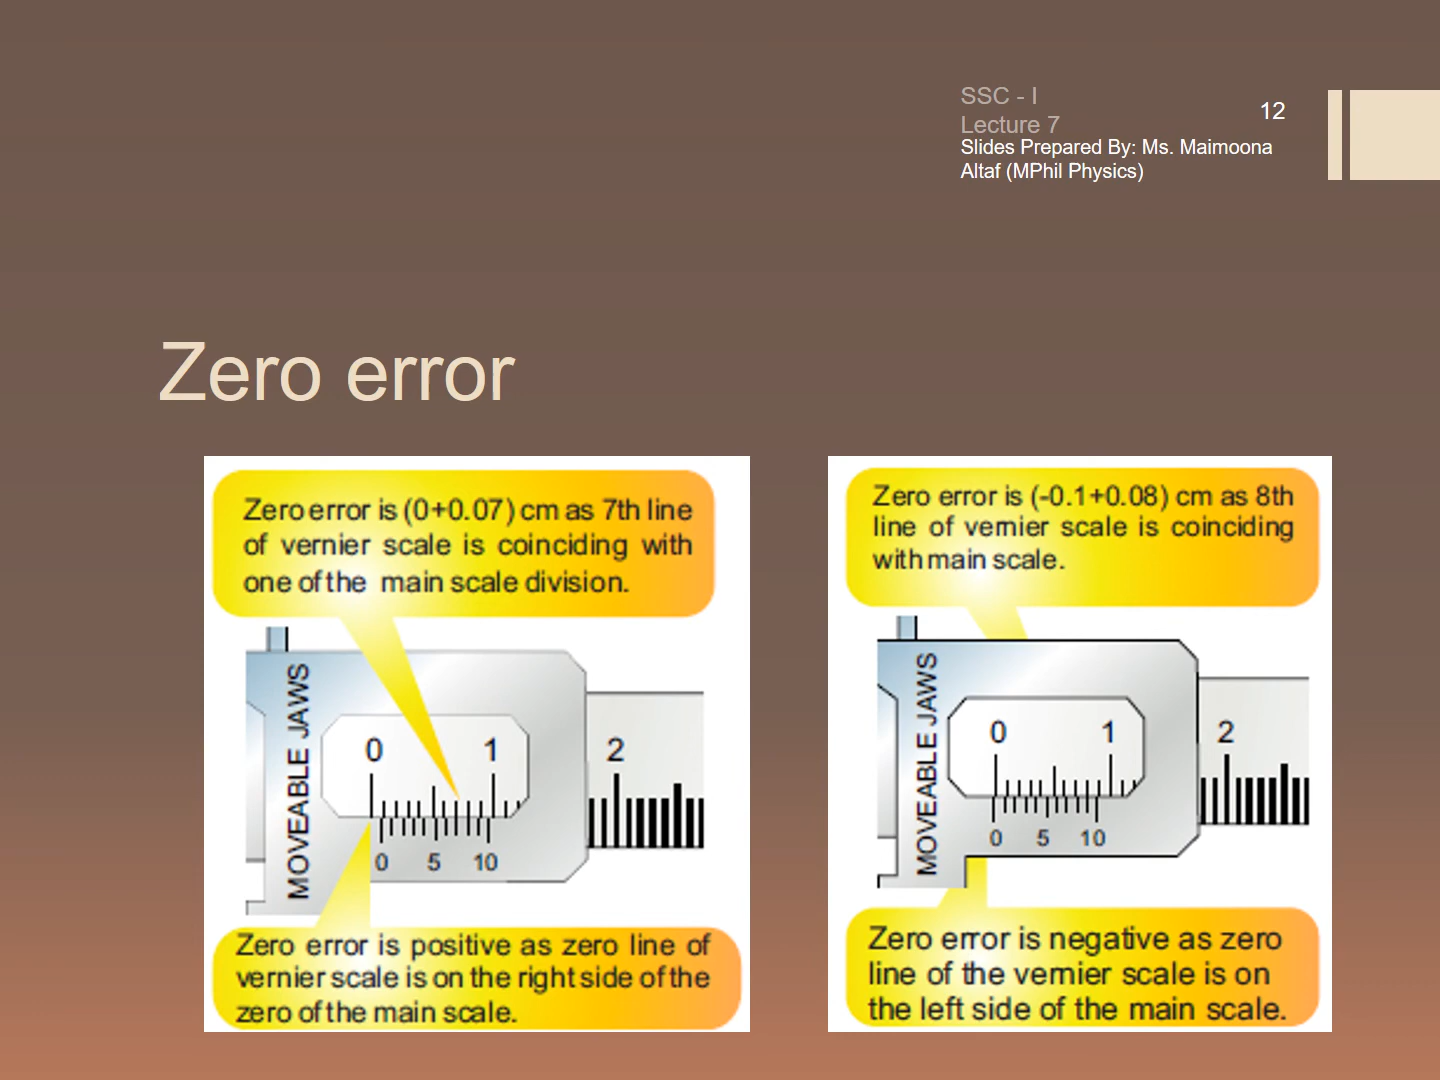 SSC - I
Lecture 7
12
Slides Prepared By: Ms. Maimoona
Altaf (MPhil Physics)
Zero error
Zero error is (0+0.07) cm as 7th line
of vernier scale is coinciding with
one of the main scale division.
MOVEABLE JAWS
0 1 2
0 5 10
Zero error is positive as zero line of
vernier scale is on the right side of the
zero of the main scale.
Zero error is (-0.1+0.08) cm as 8th
line of vernier scale is coinciding
with main scale.
MOVEABLE JAWS
0 1 2
0 5 10
Zero error is negative as zero
line of the vernier scale is on
the left side of the main scale.